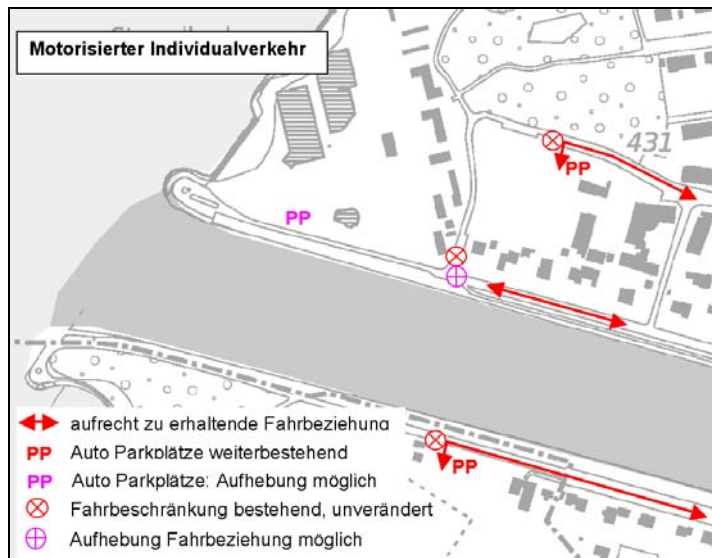 Motorisierter Individualverkehr
431
PP
PP
PP
aufrecht zu erhaltende Fahrbeziehung
PP Auto Parkplätze weiterbestehend
PP Auto Parkplätze: Aufhebung möglich
Fahrbeschränkung bestehend, unverändert
Aufhebung Fahrbeziehung möglich